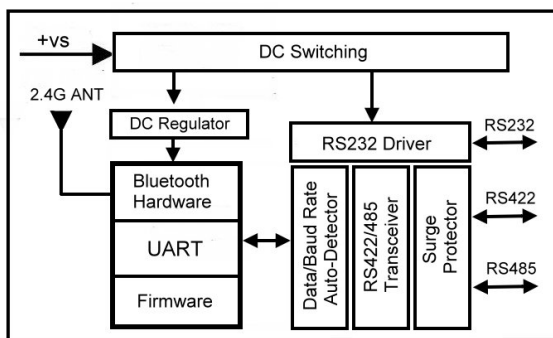 +vs
DC Switching
2.4G ANT
DC Regulator
RS232 Driver
RS232
Bluetooth
Hardware
UART
Firmware
Data/Baud Rate
Auto-Detector
RS422/485
Transceiver
Surge
Protector
RS422
RS485